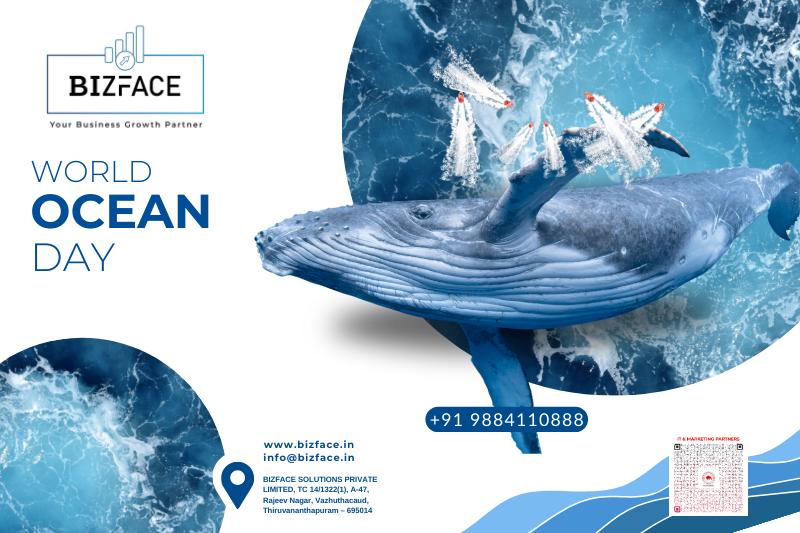 BIZFACE
Your Business Growth Partner
WORLD
OCEAN
DAY
+91 9884110888
www.bizface.in
info@bizface.in
BIZFACE SOLUTIONS PRIVATE
LIMITED, TC 14/1322(1), A-47,
Rajeev Nagar, Vazhuthacaud,
Thiruvananthapuram – 695014
IT & MARKETING PARTNERS